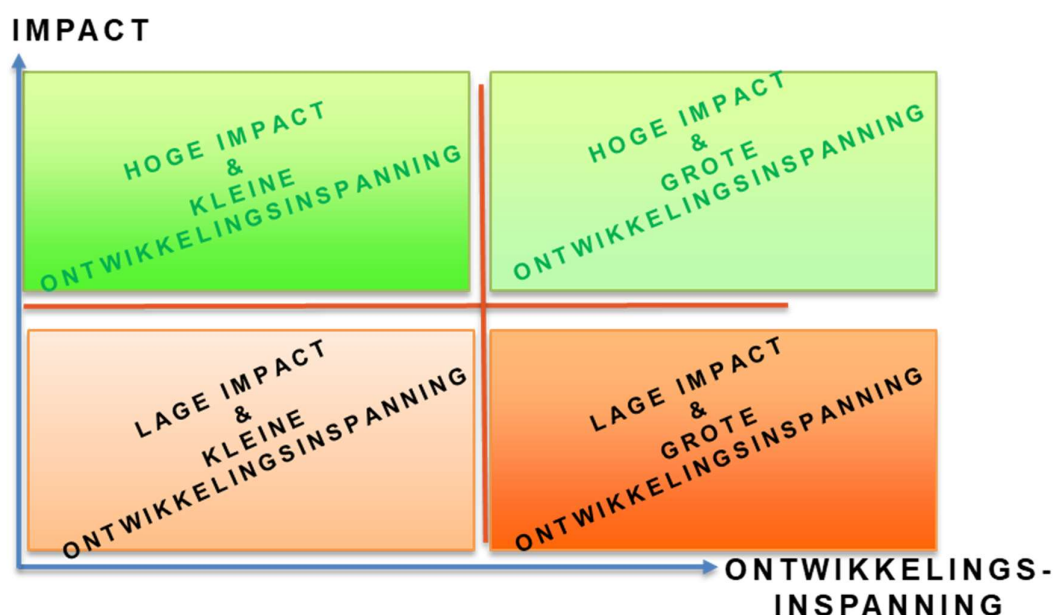 IMPACT
HOGE IMPACT
&
KLEINE
ONTWIKKELINGSINSPANNING
HOGE IMPACT
&
GROTE
ONTWIKKELINGSINSPANNING
LAGE IMPACT
&
KLEINE
ONTWIKKELINGSINSPANNING
LAGE IMPACT
&
GROTE
ONTWIKKELINGSINSPANNING
ONTWIKKELINGS-
INSPANNING